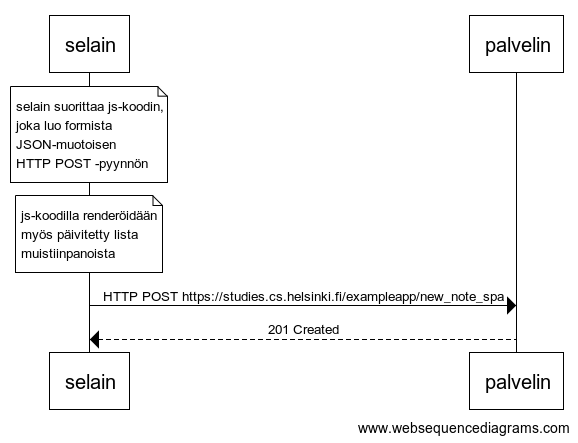 selain
palvelin
selain suorittaa js-koodin,
joka luo formista
JSON-muotoisen
HTTP POST -pyynnön
js-koodilla renderöidään
myös päivitetty lista
muistiinpanoista
HTTP POST https://studies.cs.helsinki.fi/exampleapp/new_note_spa
201 Created
selain
palvelin
www.websequencediagrams.com